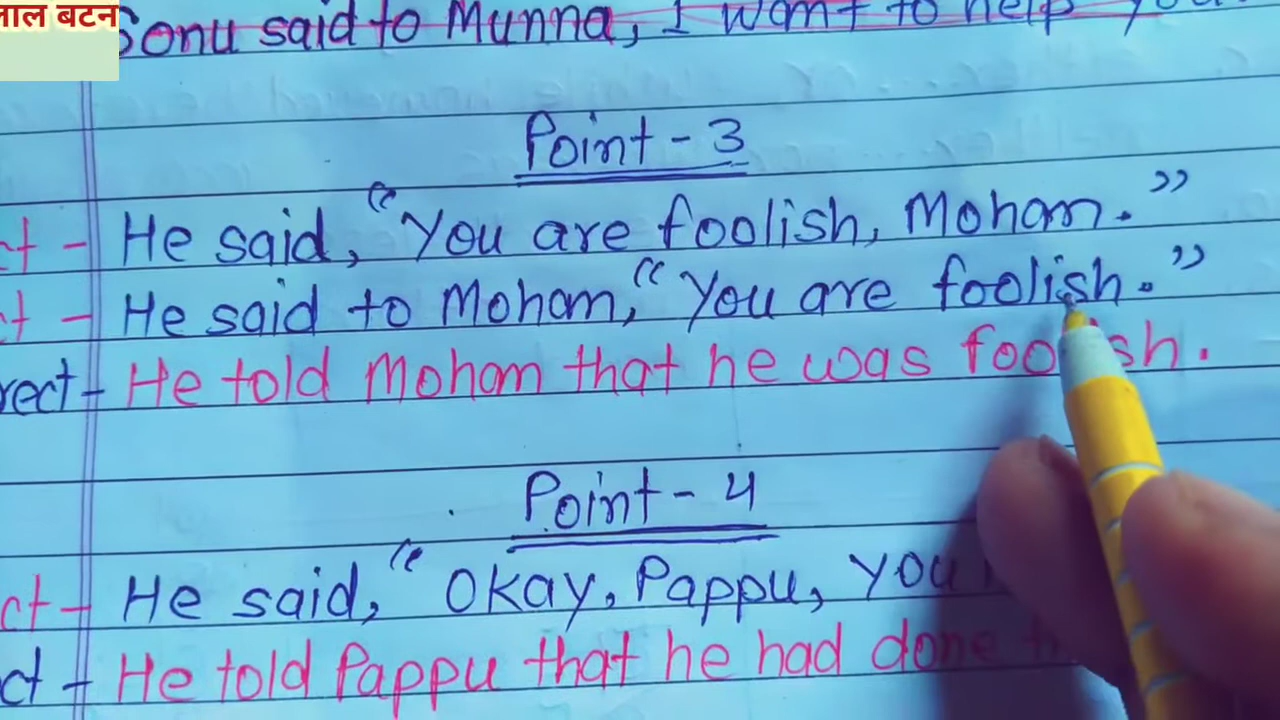 लाल बटन
Sonu said to Munna, I want to help you
Point - 3
ct - He said, “You are foolish, Mohan.”
ct - He said to Mohan, “You are foolish.”
rect - He told Mohan that he was foolish.
Point - 4
ct - He said, “Okay, Pappu, you
ct - He told Pappu that he had done